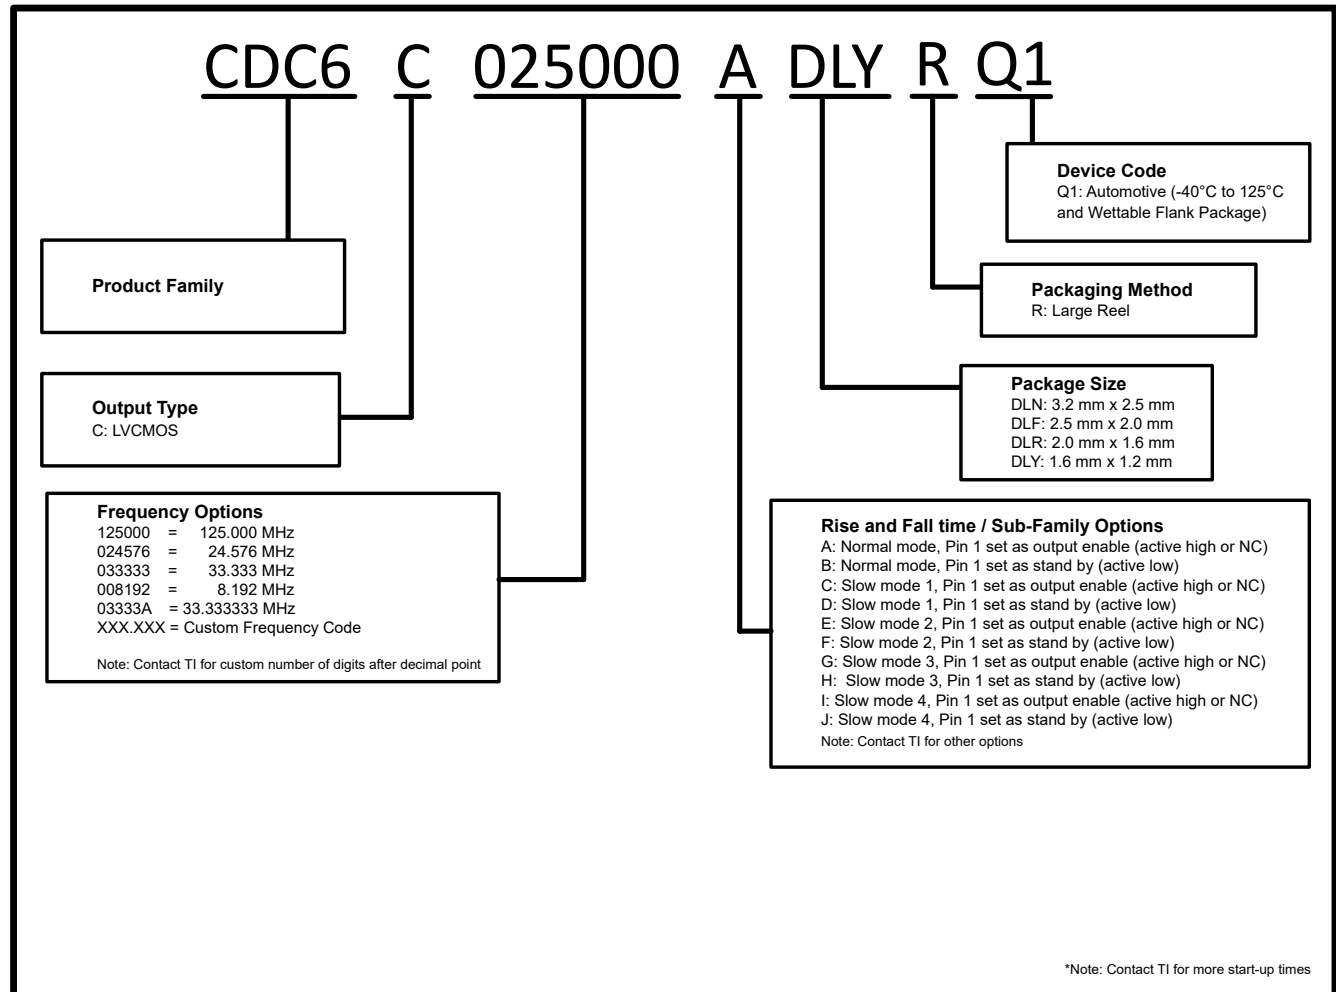 CDC6 C 025000 A DLY R Q1
Device Code
Q1: Automotive (-40°C to 125°C
and Wettable Flank Package)
Product Family
Packaging Method
R: Large Reel
Output Type
C: LVCMOS
Package Size
DLN: 3.2 mm x 2.5 mm
DLF: 2.5 mm x 2.0 mm
DLR: 2.0 mm x 1.6 mm
DLY: 1.6 mm x 1.2 mm
Frequency Options
125000 = 125.000 MHz
024576 = 24.576 MHz
033333 = 33.333 MHz
008192 = 8.192 MHz
03333A = 33.333333 MHz
XXX.XXX = Custom Frequency Code
Note: Contact TI for custom number of digits after decimal point
Rise and Fall time / Sub-Family Options
A: Normal mode, Pin 1 set as output enable (active high or NC)
B: Normal mode, Pin 1 set as stand by (active low)
C: Slow mode 1, Pin 1 set as output enable (active high or NC)
D: Slow mode 1, Pin 1 set as stand by (active low)
E: Slow mode 2, Pin 1 set as output enable (active high or NC)
F: Slow mode 2, Pin 1 set as stand by (active low)
G: Slow mode 3, Pin 1 set as output enable (active high or NC)
H: Slow mode 3, Pin 1 set as stand by (active low)
I: Slow mode 4, Pin 1 set as output enable (active high or NC)
J: Slow mode 4, Pin 1 set as stand by (active low)
Note: Contact TI for other options
*Note: Contact TI for more start-up times